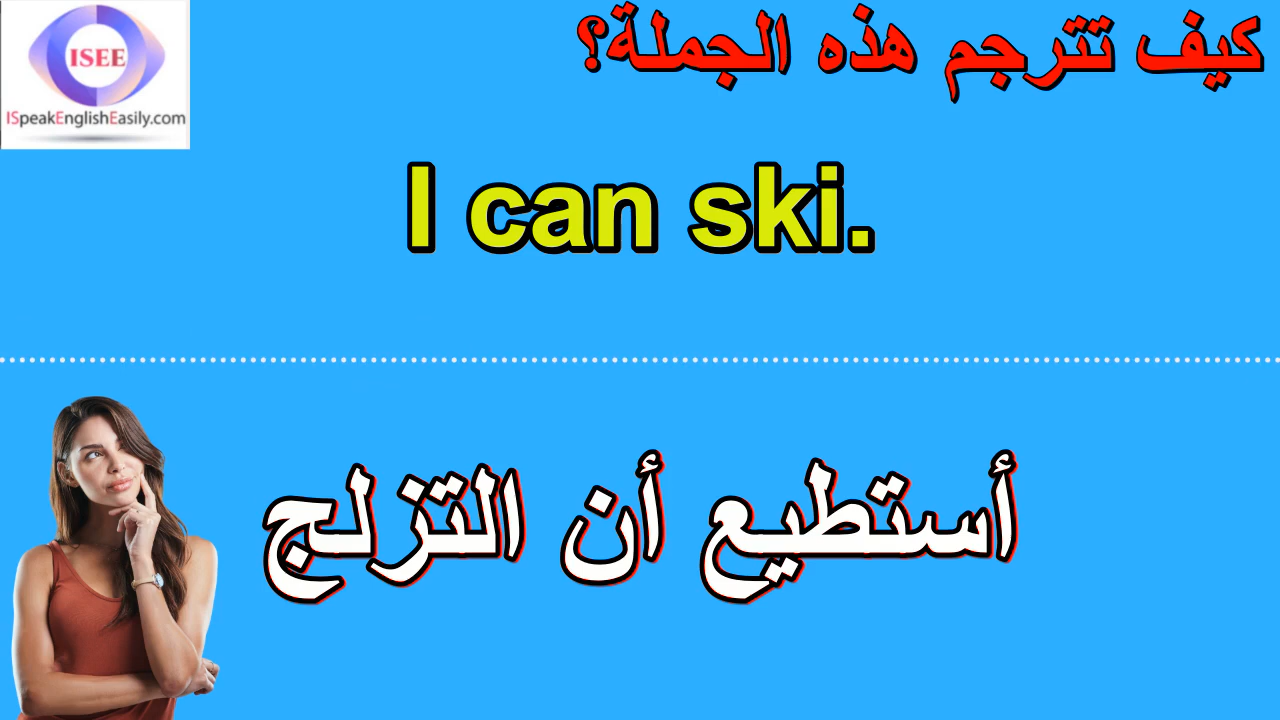 ISEE
ISpeakEnglishEasily.com
كيف تترجم هذه الجملة؟
I can ski.
أستطيع أن التزلج